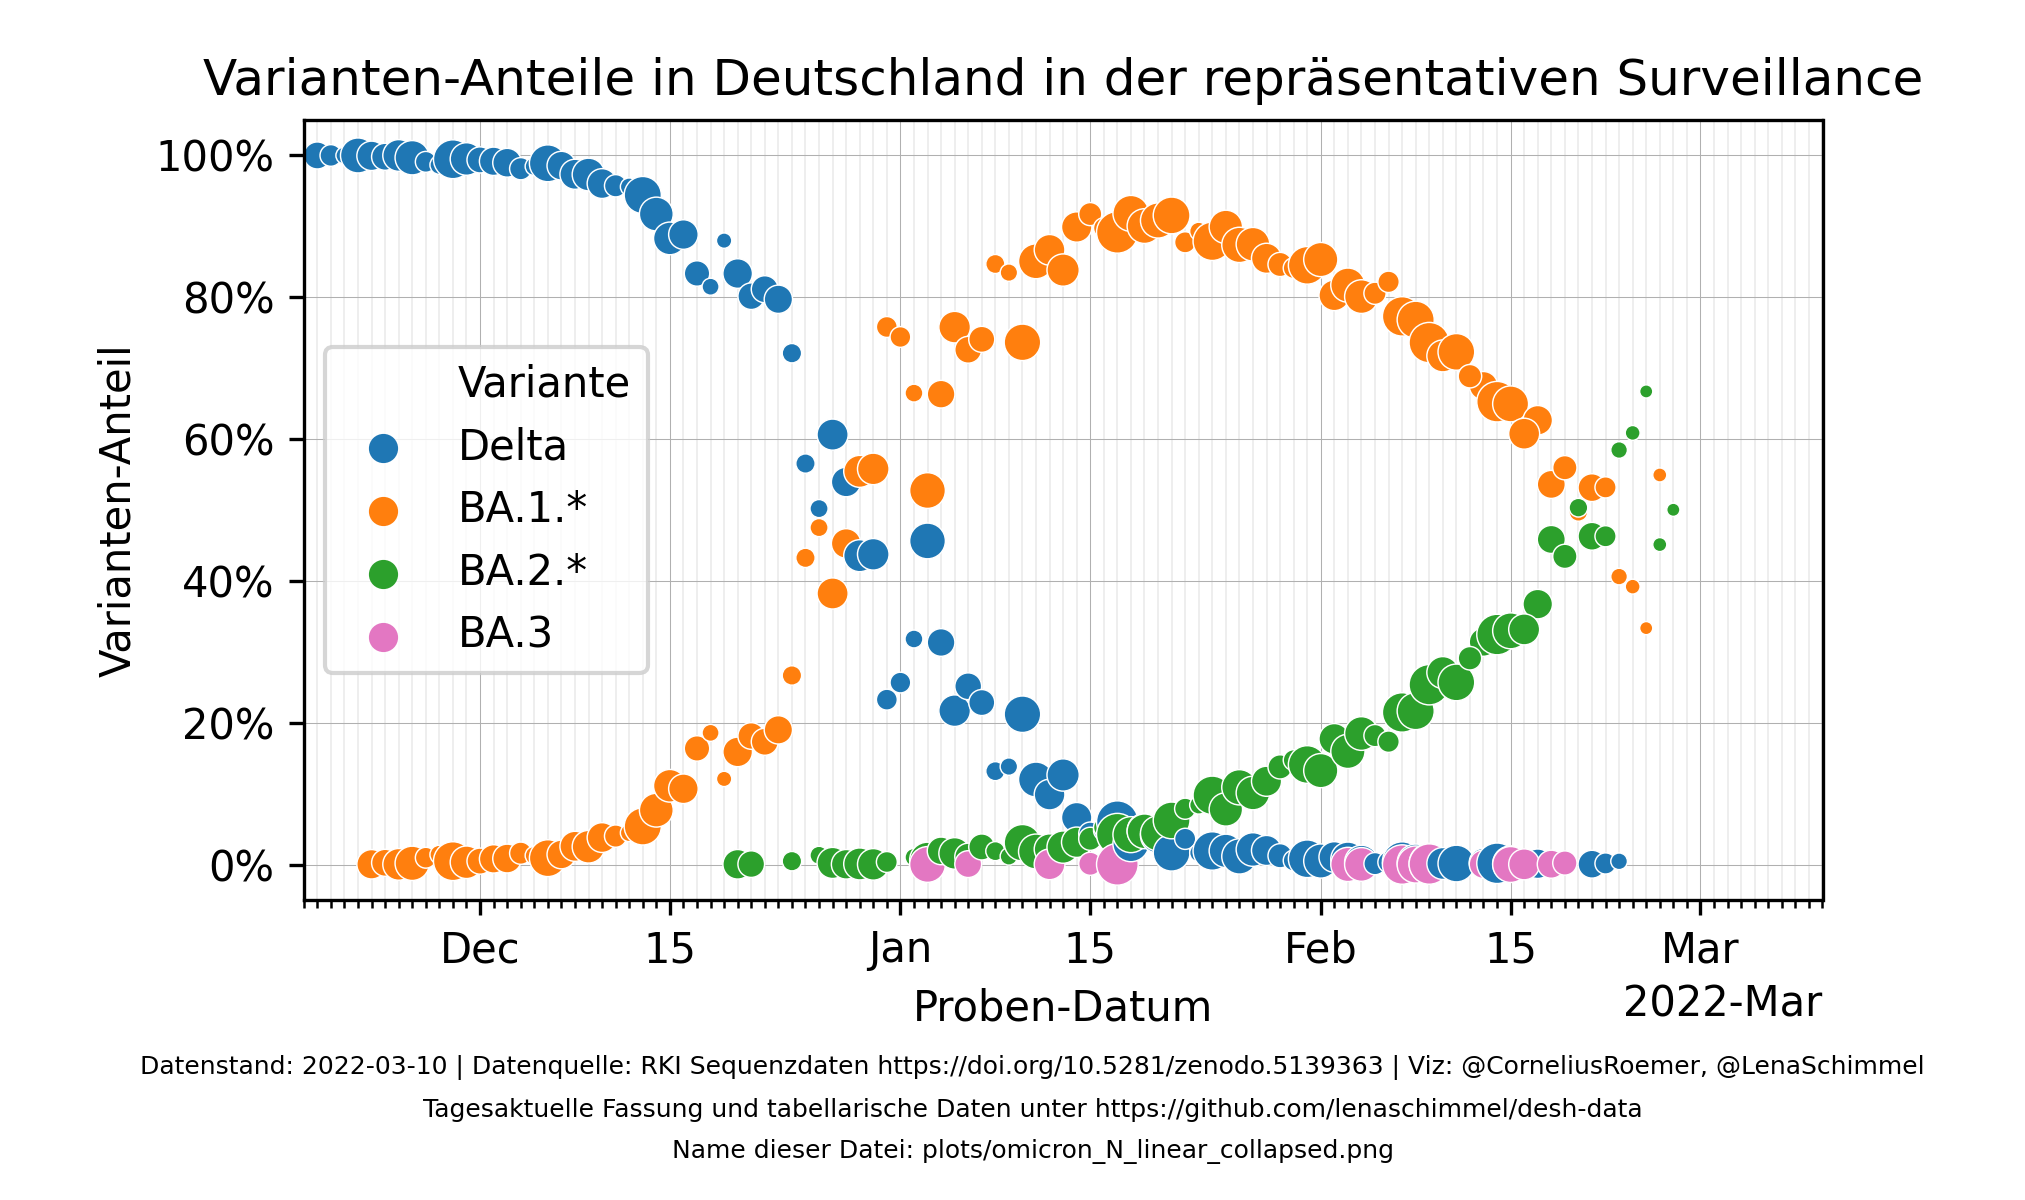 Varianten-Anteile in Deutschland in der repräsentativen Surveillance
100%
80%
60%
40%
20%
0%
Varianten-Anteil
Variante
Delta
BA.1.*
BA.2.*
BA.3
Dec 15 Jan 15 Feb 15 Mar
2022-Mar
Proben-Datum
Datenstand: 2022-03-10 | Datenquelle: RKI Sequenzdaten https://doi.org/10.5281/zenodo.5139363 | Viz: @CorneliusRoemer, @LenaSchimmel
Tagesaktuelle Fassung und tabellarische Daten unter https://github.com/lenaschimmel/desh-data
Name dieser Datei: plots/omicron_N_linear_collapsed.png